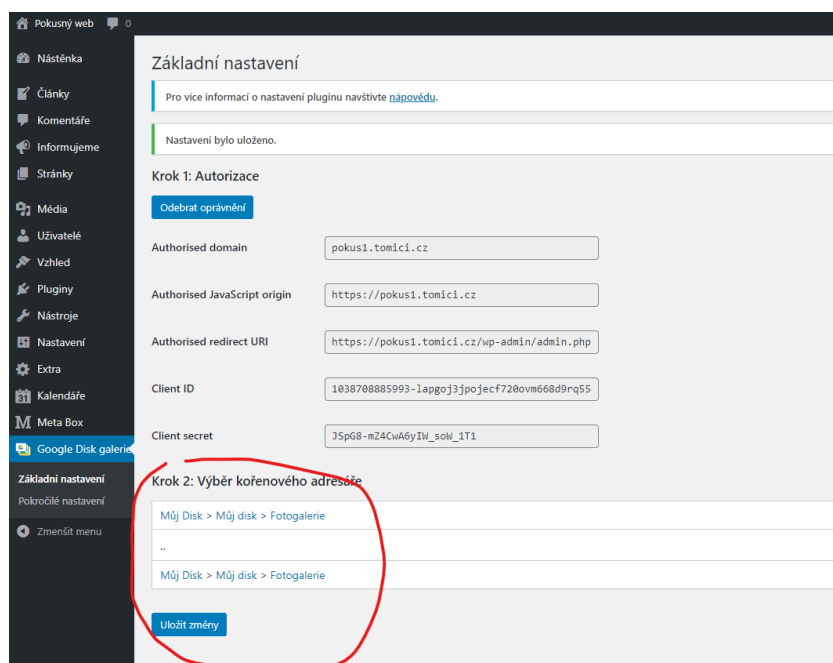 Pokusný web 0
Nástěnka
Články
Komentáře
Informujeme
Stránky
Média
Uživatelé
Vzhled
Pluginy
Nástroje
Nastavení
Extra
Kalendáře
Meta Box
Google Disk galerie
Základní nastavení
Pokročilé nastavení
Zmenšit menu
Základní nastavení
Pro více informací o nastavení pluginu navštivte nápovědu.
Nastavení bylo uloženo.
Krok 1: Autorizace
Odebrat oprávnění
Authorised domain pokus1.tomici.cz
Authorised JavaScript origin https://pokus1.tomici.cz
Authorised redirect URI https://pokus1.tomici.cz/wp-admin/admin.php
Client ID 1038708885993-lapgoj3jpojecf720ovm668d9rq55
Client secret JSpG8-mZ4CwA6yIW_soW_1T1
Krok 2: Výběr kořenového adresáře
Můj Disk > Můj disk > Fotogalerie
..
Můj Disk > Můj disk > Fotogalerie
Uložit změny